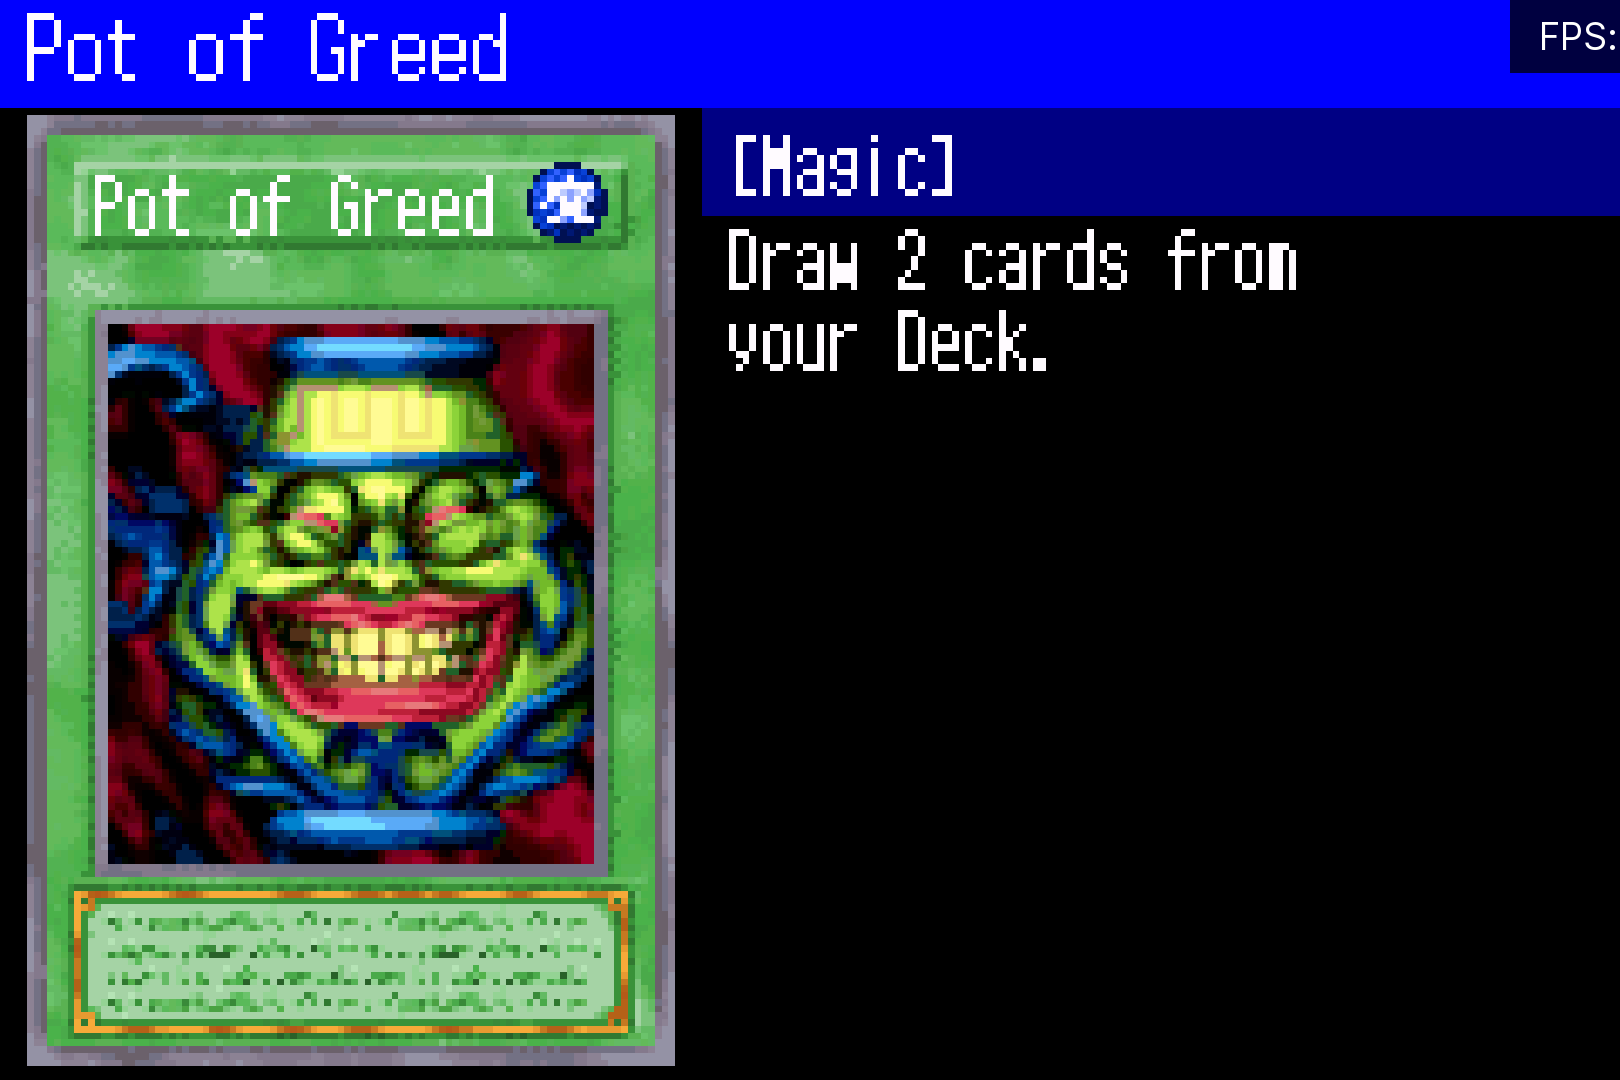 Pot of Greed
FPS:
Pot of Greed
[Magic]
Draw 2 cards from
your Deck.